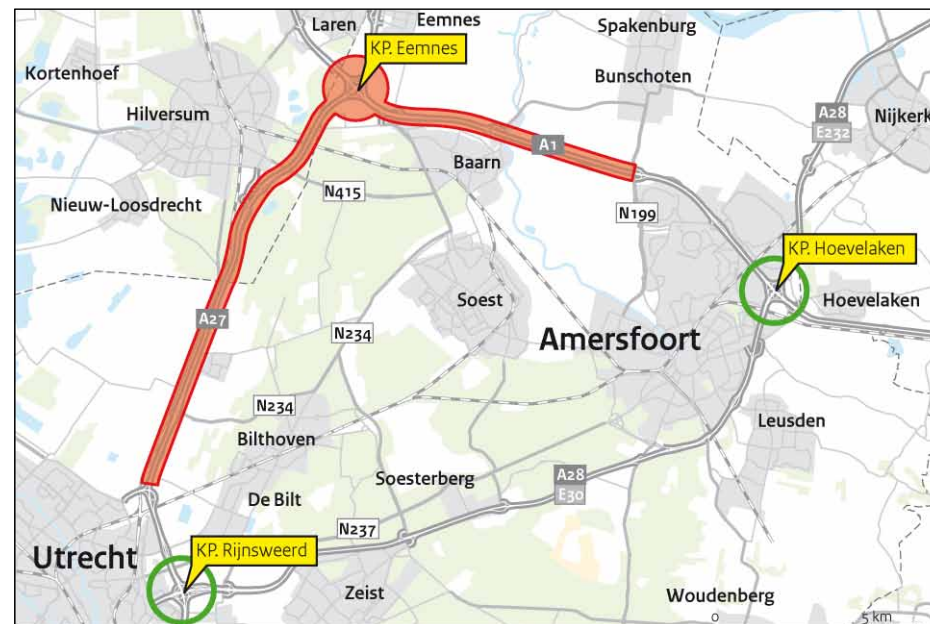 Laren
Eemnes
Spakenburg
KP. Eemnes
Kortenhoef
Bunschoten
A28
E232
Nijkerk
Hilversum
A1
Baarn
N415
Nieuw-Loosdrecht
N199
KP. Hoevelaken
Soest
Hoevelaken
A27
N234
Amersfoort
N234
Bilthoven
Leusden
Soesterberg
A28
E30
De Bilt
N237
Utrecht
KP. Rijnsweerd
Zeist
Woudenberg
0
5 km